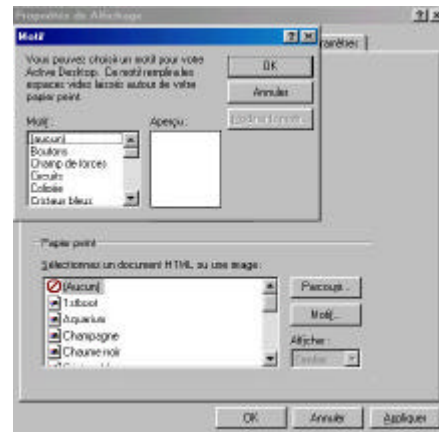 Propriétés de Affichage
Motif
Vous pouvez choisir un motif pour votre
Active Desktop. Ce motif remplira les
espaces vides laissés autour de votre
papier peint.
OK
Annuler
Motif :
Aperçu :
(aucun)
Boutons
Champ de forces
Circuits
Colisée
Cristaux bleus
Papier peint
Sélectionnez un document HTML ou une image :
(Aucun)
1stboot
Aquarium
Champagne
Chaume noir
Parcourir...
Motif...
Afficher :
OK
Annuler
Appliquer